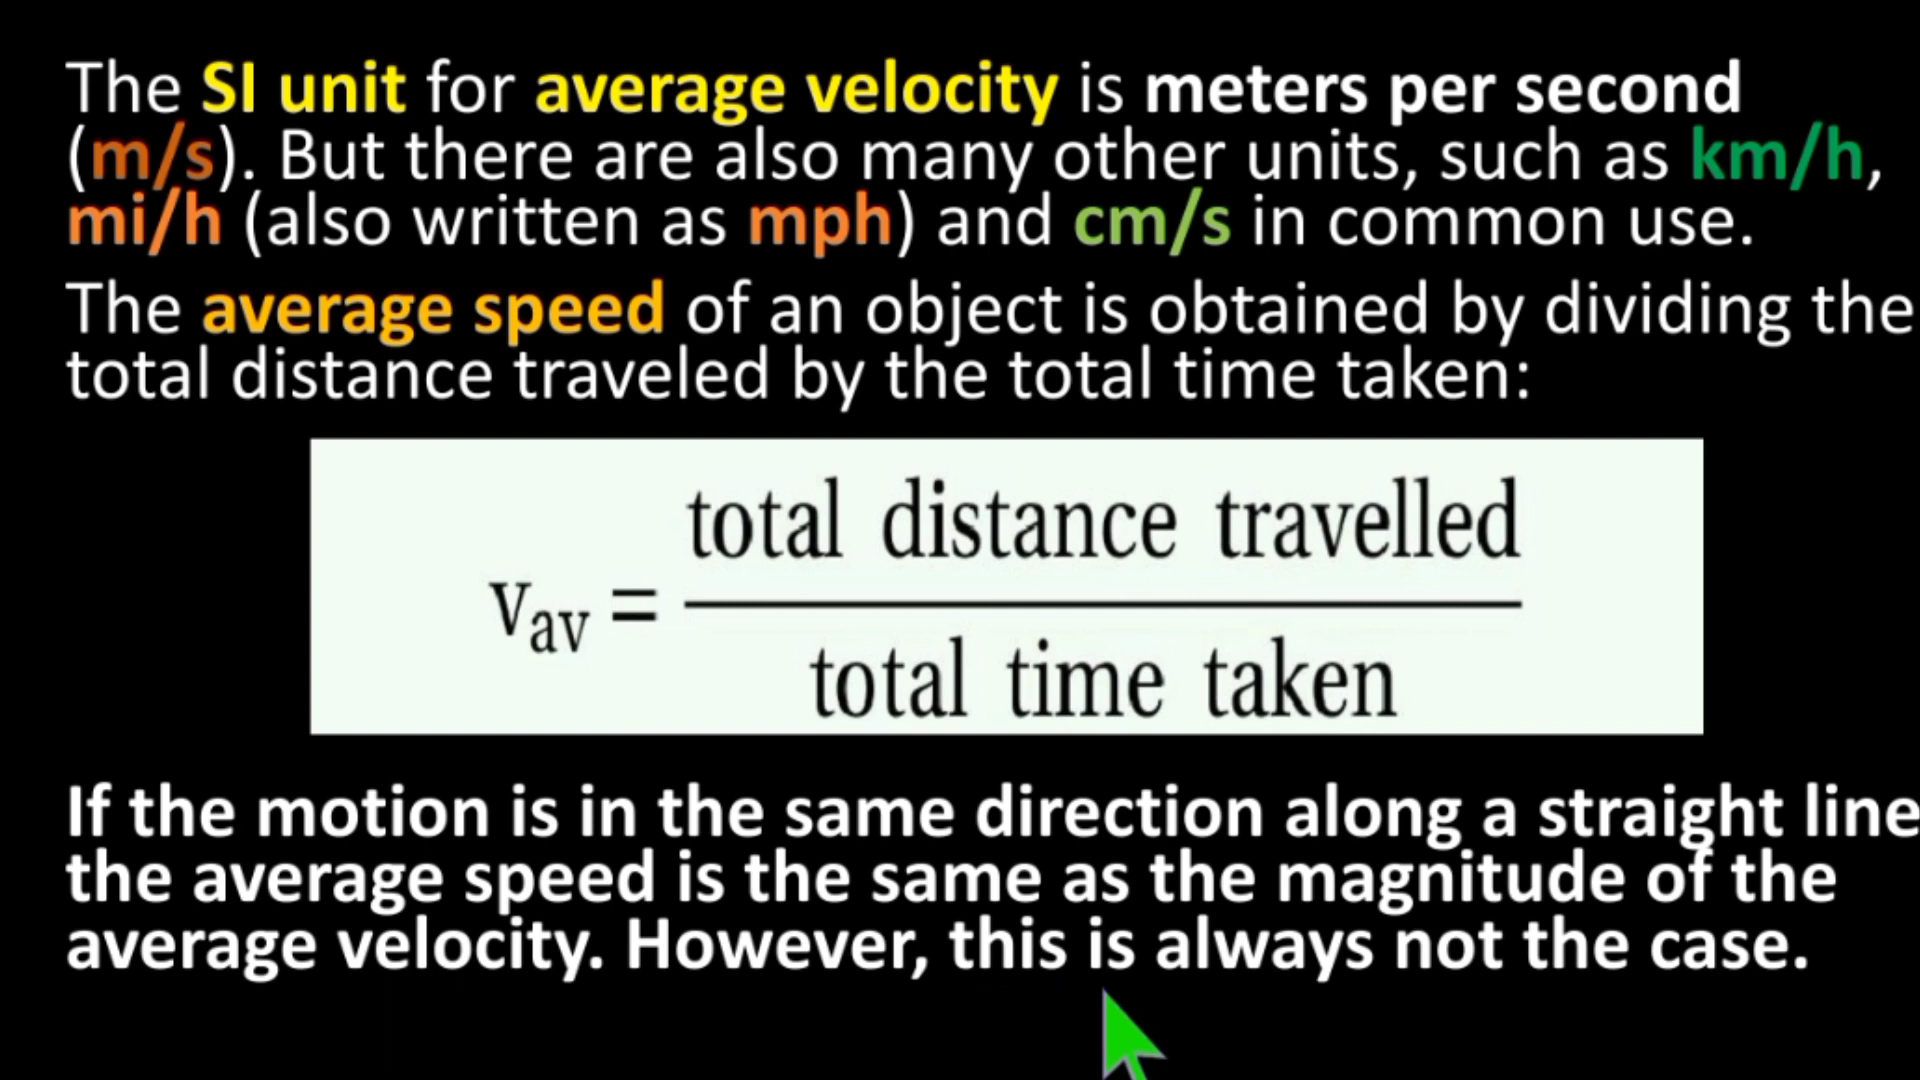 The SI unit for average velocity is meters per second
(m/s). But there are also many other units, such as km/h,
mi/h (also written as mph) and cm/s in common use.
The average speed of an object is obtained by dividing the
total distance traveled by the total time taken:
total distance travelled
v_av =
total time taken
If the motion is in the same direction along a straight line
the average speed is the same as the magnitude of the
average velocity. However, this is always not the case.